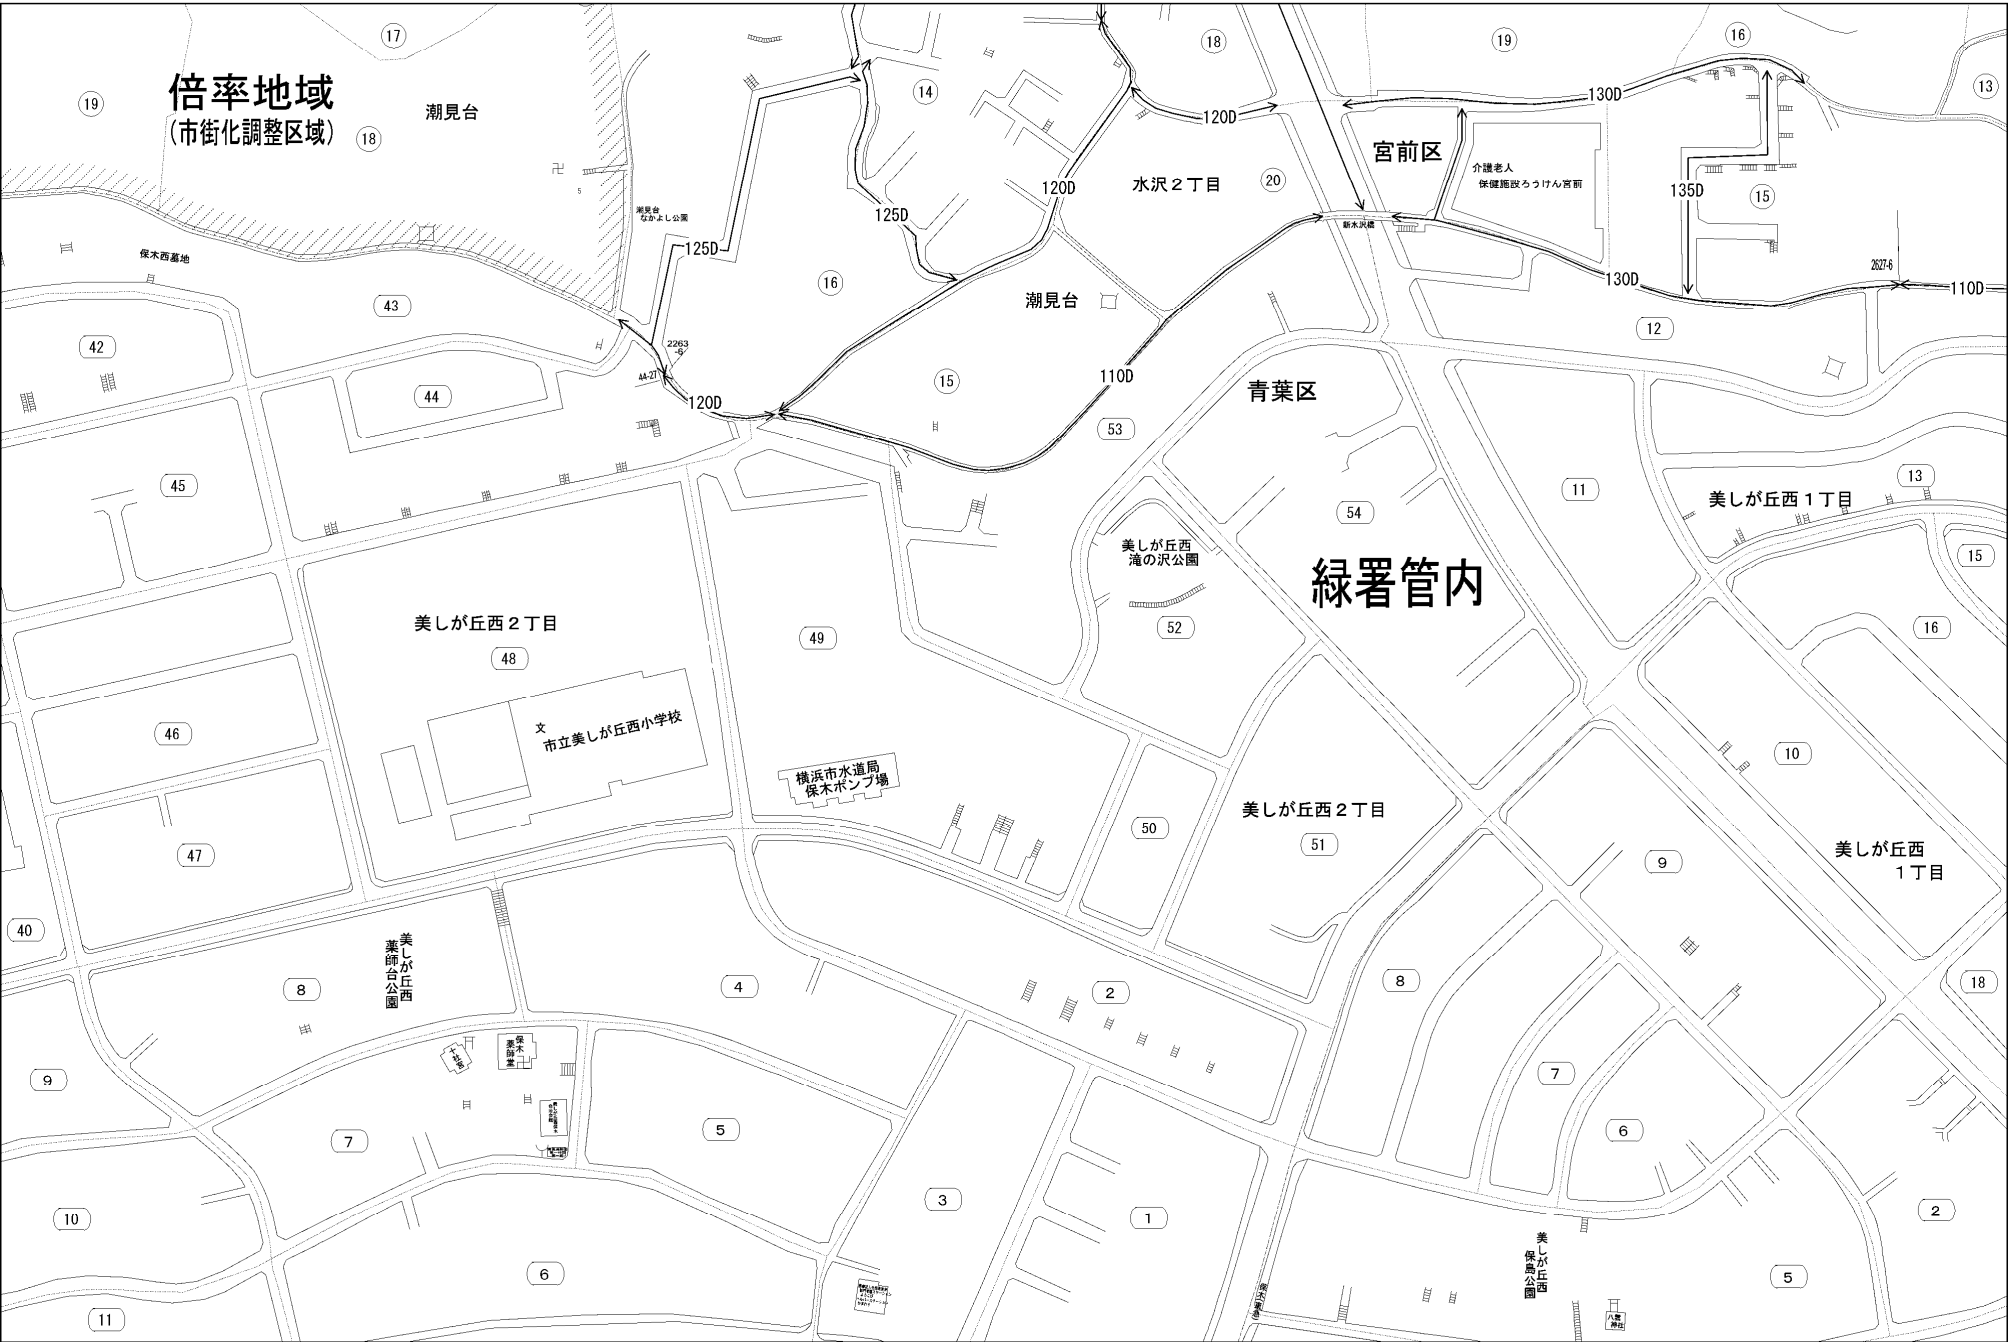 17
18
19
16
19
倍率地域
(市街化調整区域)
18
潮見台
14
120D
130D
13
宮前区
水沢2丁目
20
介護老人
保健施設ろうけん宮前
120D
135D
15
潮見台
なかよし公園
125D
新水沢橋
125D
保木西墓地
16
130D
2627-6
110D
43
潮見台
12
42
2263
-6
44-27
15
110D
青葉区
44
120D
53
45
11
13
美しが丘西1丁目
54
美しが丘西
滝の沢公園
15
緑署管内
美しが丘西2丁目
49
52
16
48
文
市立美しが丘西小学校
46
10
横浜市水道局
保木ポンプ場
美しが丘西2丁目
50
51
47
9
美しが丘西
1丁目
40
美しが丘西
薬師台公園
8
4
2
8
18
保木
薬師堂
十社宮
9
7
7
5
6
10
3
1
2
美しが丘西
保島公園
6
5
11
八雲
神社